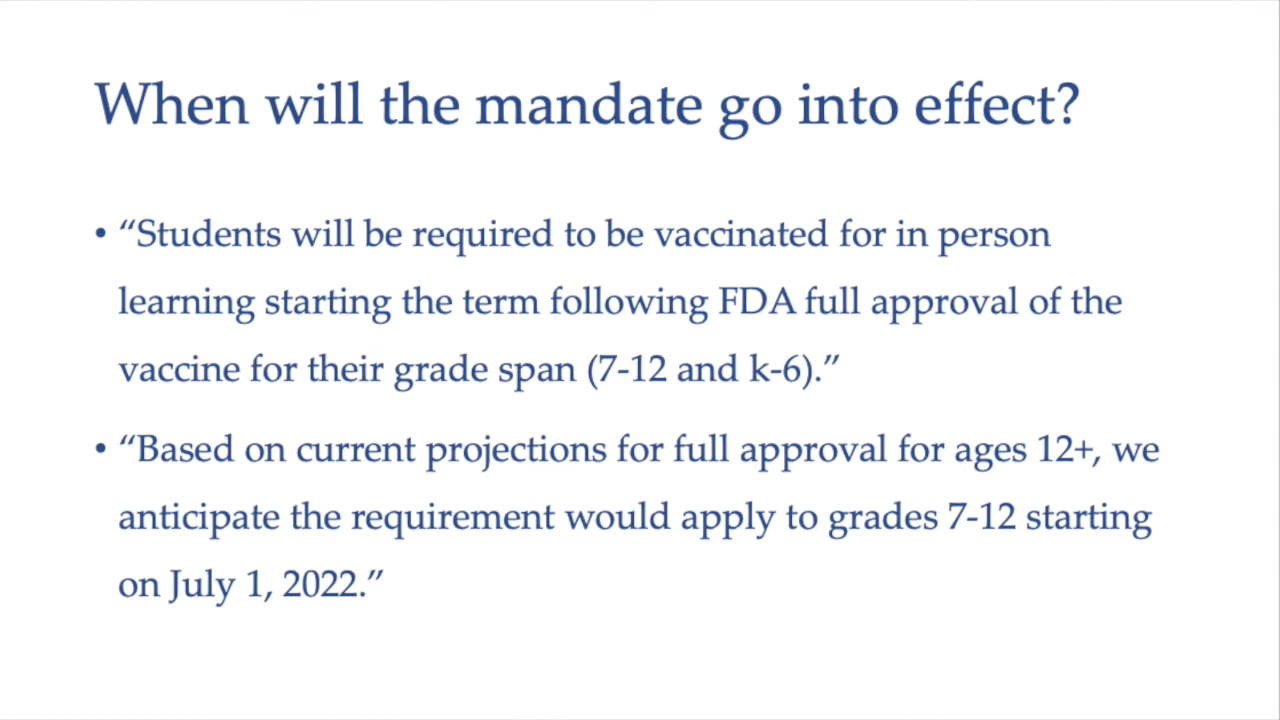 When will the mandate go into effect?
• “Students will be required to be vaccinated for in person
learning starting the term following FDA full approval of the
vaccine for their grade span (7-12 and k-6).”
• “Based on current projections for full approval for ages 12+, we
anticipate the requirement would apply to grades 7-12 starting
on July 1, 2022.”